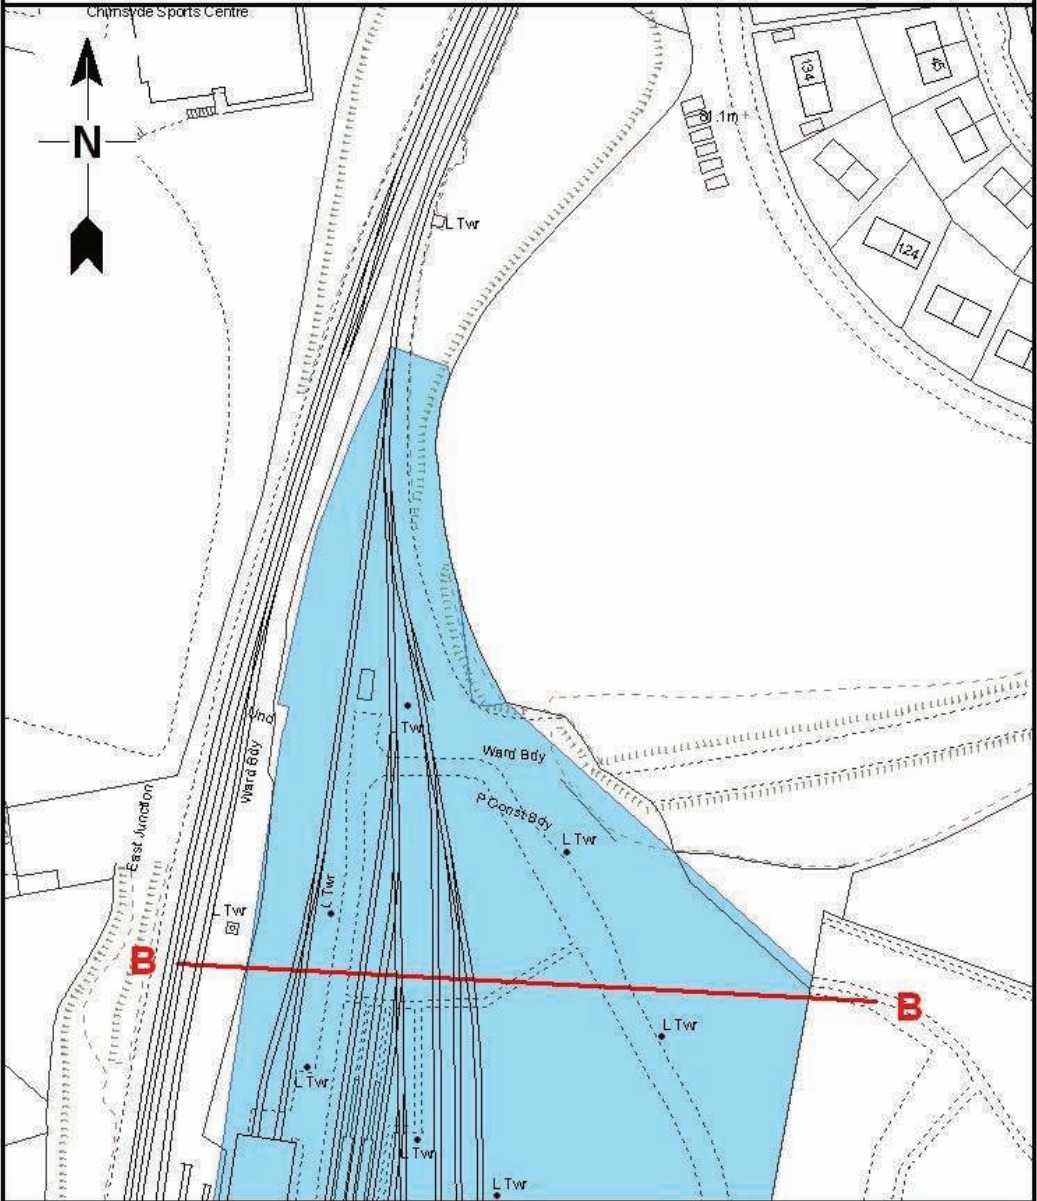 Chirnsyde Sports Centre
N
45
134
81.1m +
L Twr
124
Und
Twr
Ward Bdy
Ward Bdy
P Const Bdy
East Junction
L Twr
L Twr
L Twr
B
B
L Twr
L Twr
L Twr
L Twr